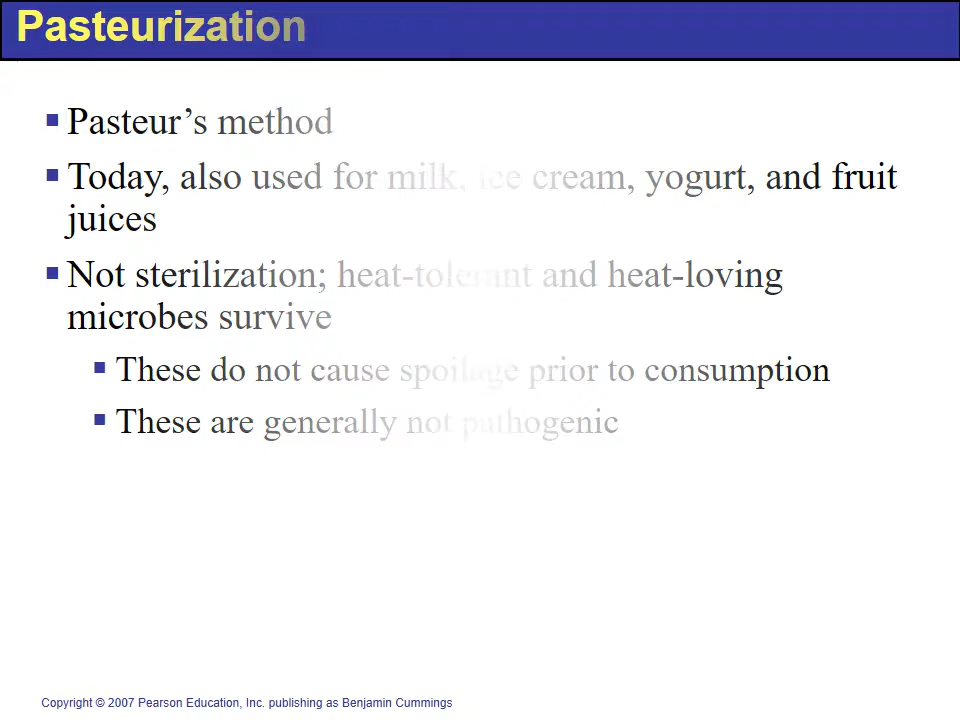 Pasteurization
Pasteur’s method
Today, also used for milk, ice cream, yogurt, and fruit
juices
Not sterilization; heat-tolerant and heat-loving
microbes survive
These do not cause spoilage prior to consumption
These are generally not pathogenic
Copyright © 2007 Pearson Education, Inc. publishing as Benjamin Cummings